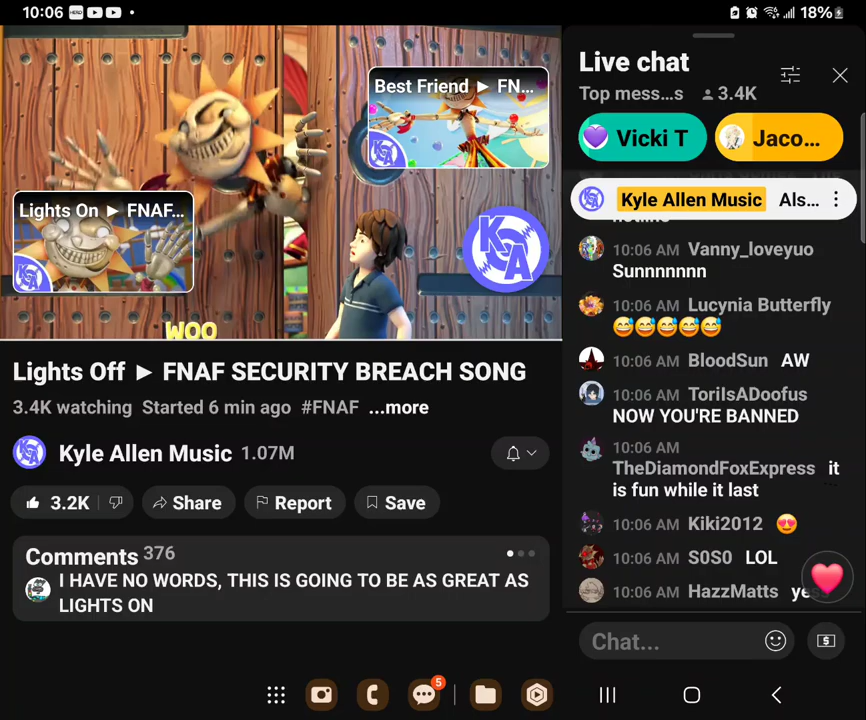 10:06
HERO
18%
Best Friend ► FN...
Lights On ► FNAF...
KA
WOO
Lights Off ► FNAF SECURITY BREACH SONG
3.4K watching Started 6 min ago #FNAF ...more
Kyle Allen Music 1.07M
3.2K
Share
Report
Save
Comments 376
I HAVE NO WORDS, THIS IS GOING TO BE AS GREAT AS
LIGHTS ON
5
Live chat
Top mess...s 3.4K
Vicki T
Jaco...
Kyle Allen Music Als...
10:06 AM Vanny_loveyuo
Sunnnnnnn
10:06 AM Lucynia Butterfly
😅😅😅😅😅
10:06 AM BloodSun AW
10:06 AM TorilsADoofus
NOW YOU'RE BANNED
10:06 AM
TheDiamondFoxExpress it
is fun while it last
10:06 AM Kiki2012 😍
10:06 AM S0S0 LOL
10:06 AM HazzMatts yess
Chat...